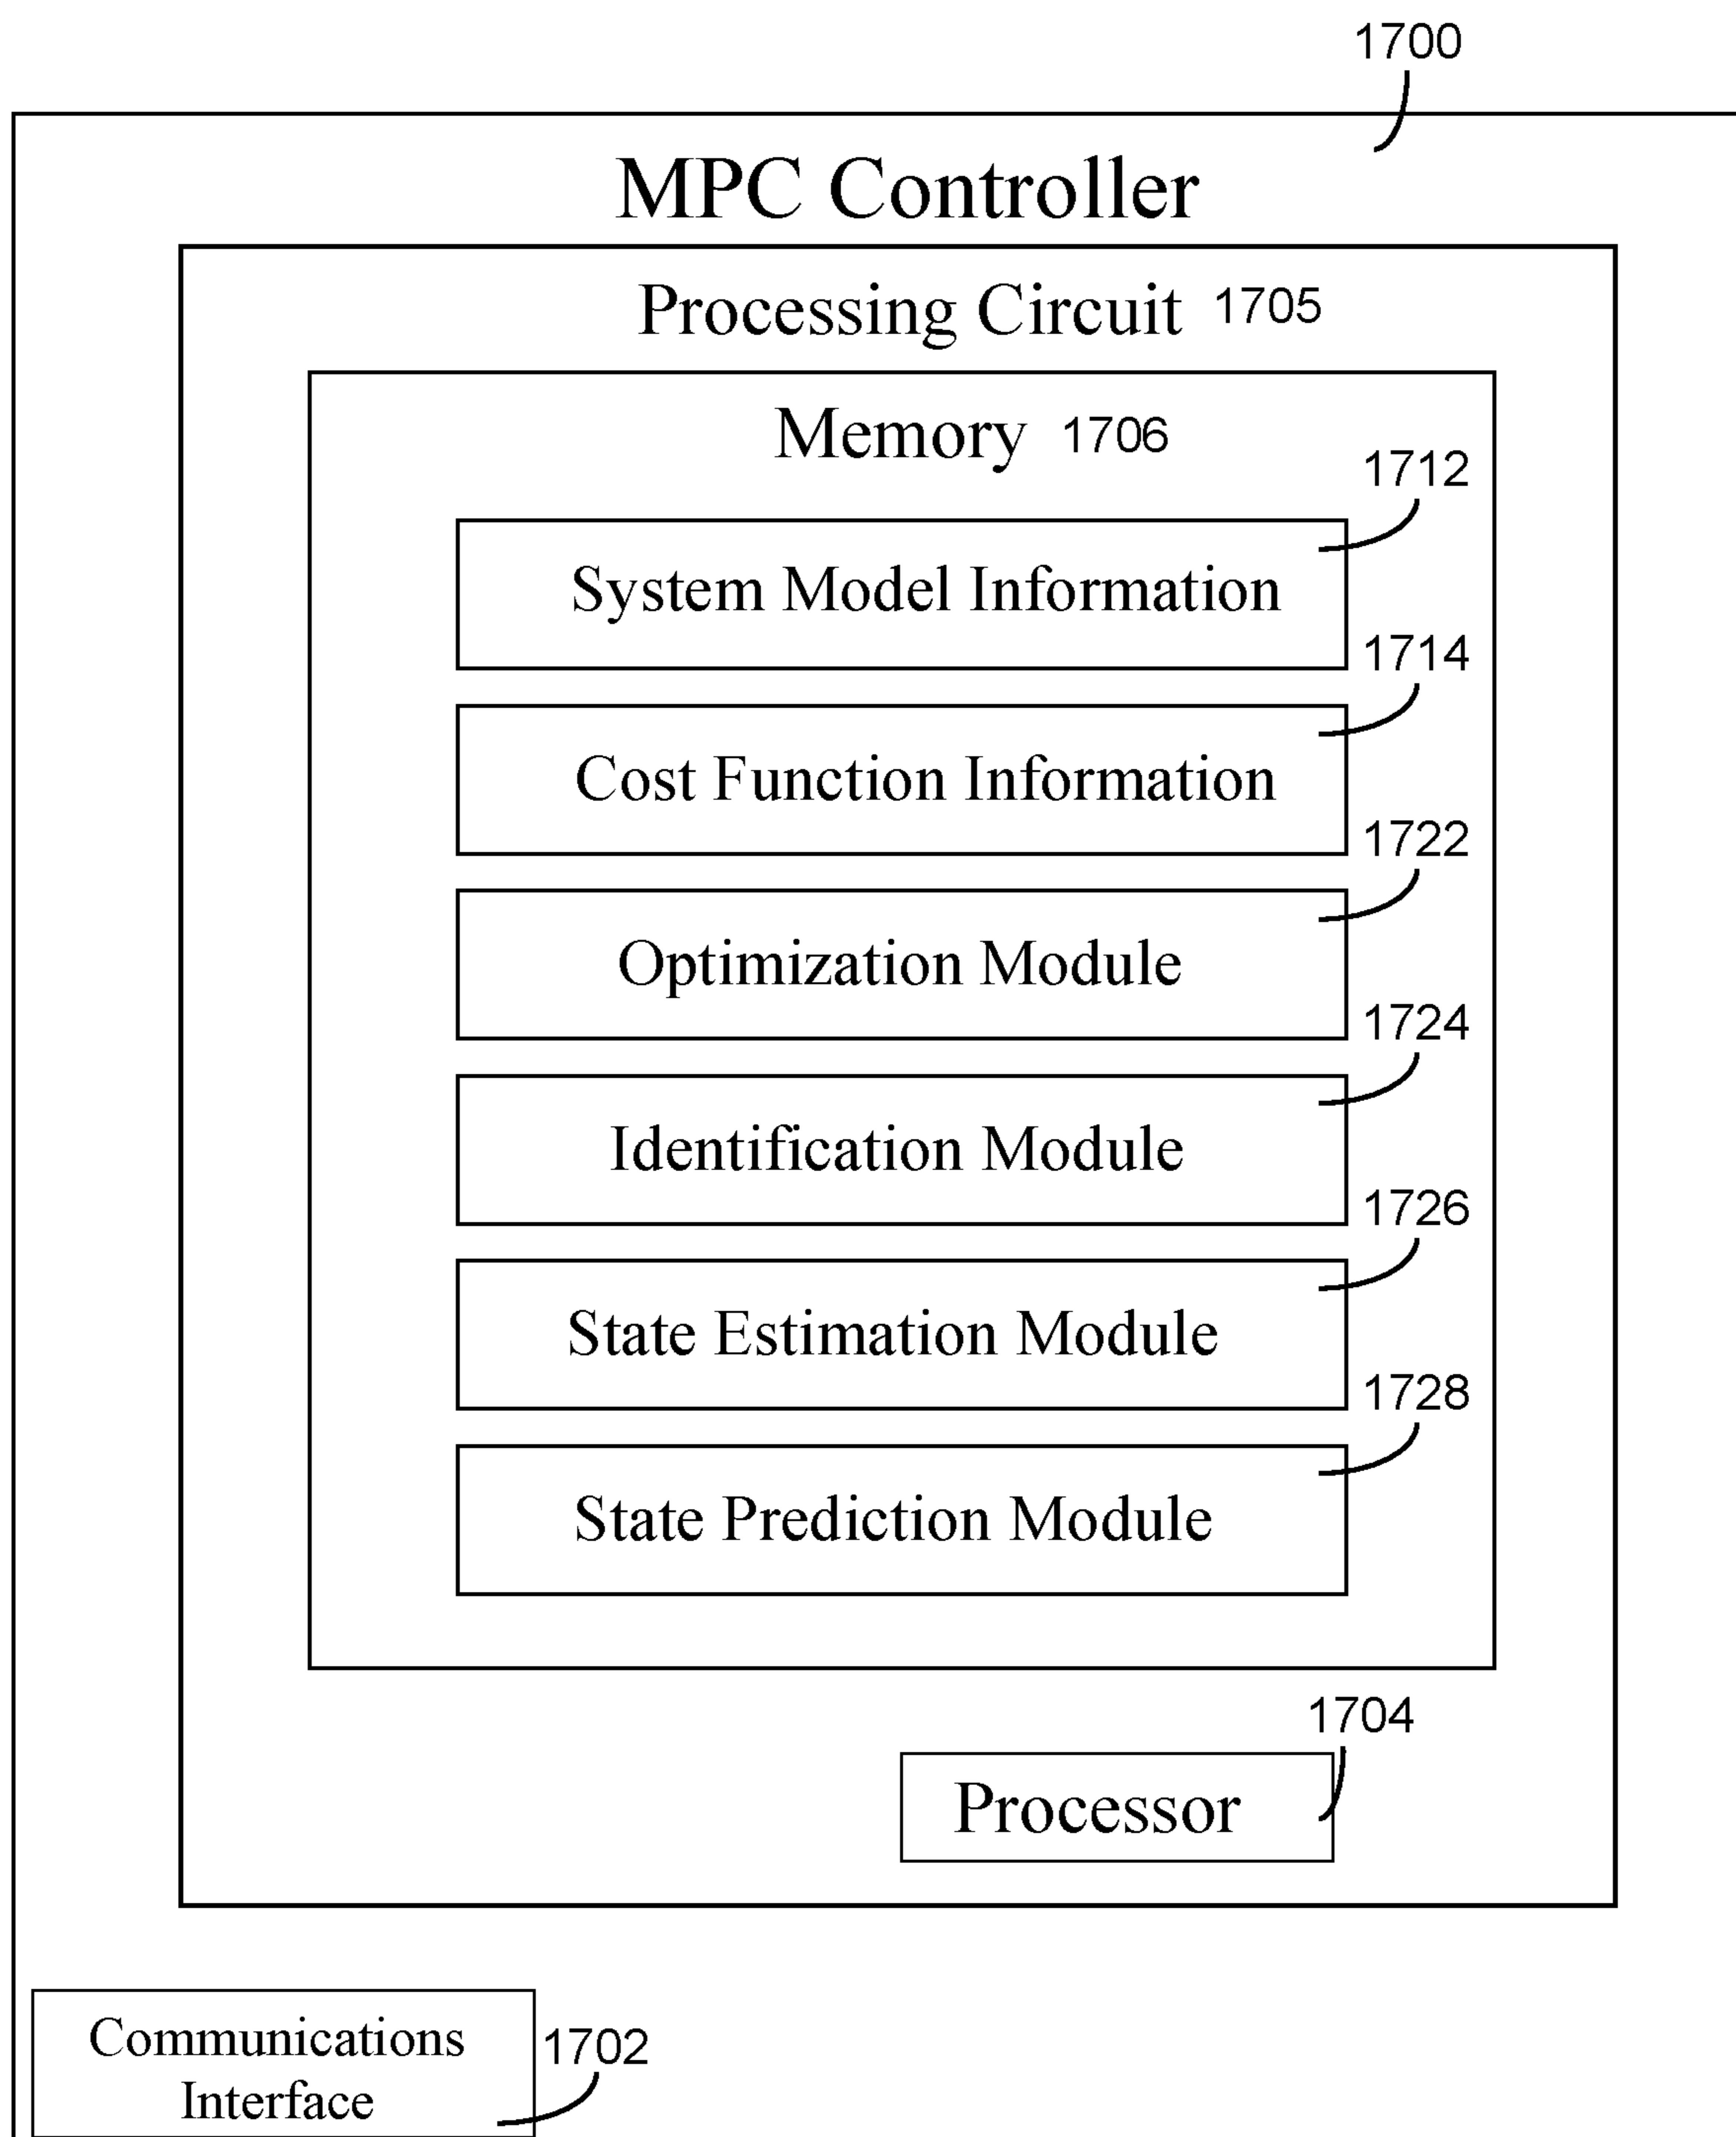 1700
MPC Controller
Processing Circuit 1705
Memory 1706
1712
System Model Information
1714
Cost Function Information
1722
Optimization Module
1724
Identification Module
1726
State Estimation Module
1728
State Prediction Module
1704
Processor
Communications
Interface
1702